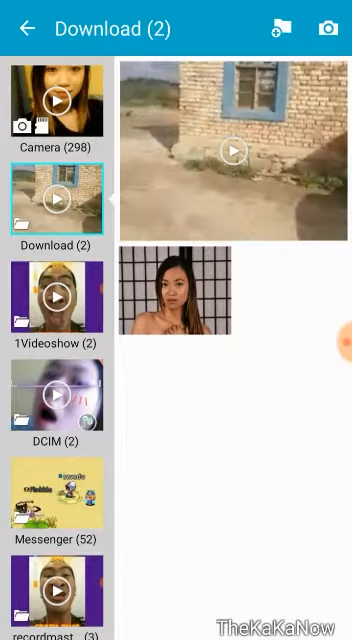 Download (2)
Camera (298)
Download (2)
1Videoshow (2)
DCIM (2)
Messenger (52)
recordmast... (3)
TheKaKaNow